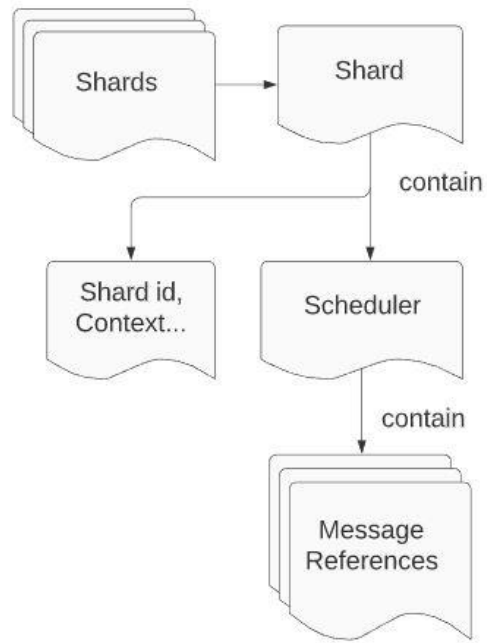 Shards
Shard
contain
Shard id,
Context...
Scheduler
contain
Message
References